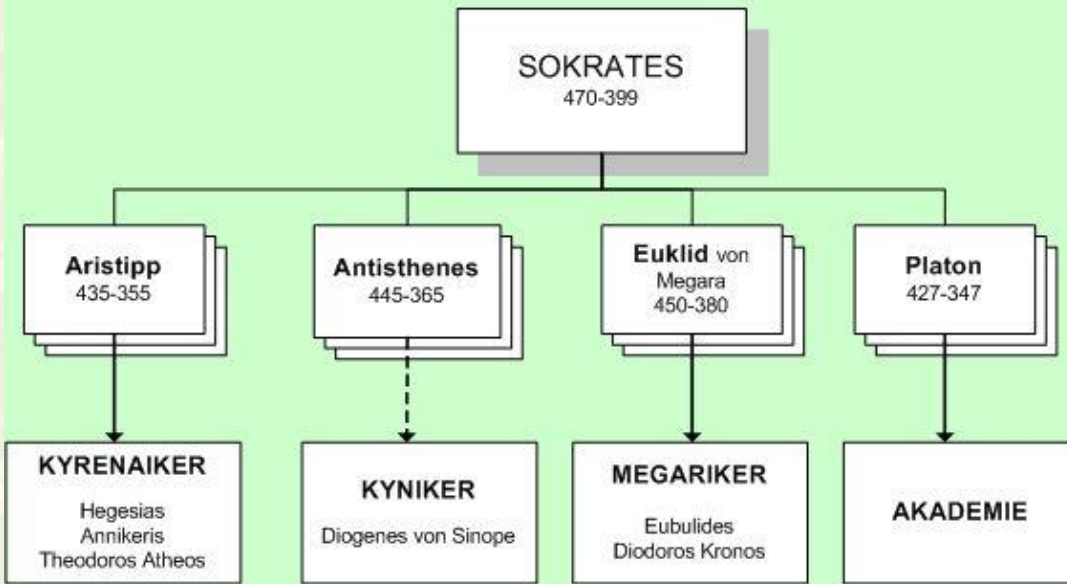 SOKRATES
470-399
Aristipp
435-355
Antisthenes
445-365
Euklid von
Megara
450-380
Platon
427-347
KYRENAIKER
Hegesias
Annikeris
Theodoros Atheos
KYNIKER
Diogenes von Sinope
MEGARIKER
Eubulides
Diodoros Kronos
AKADEMIE